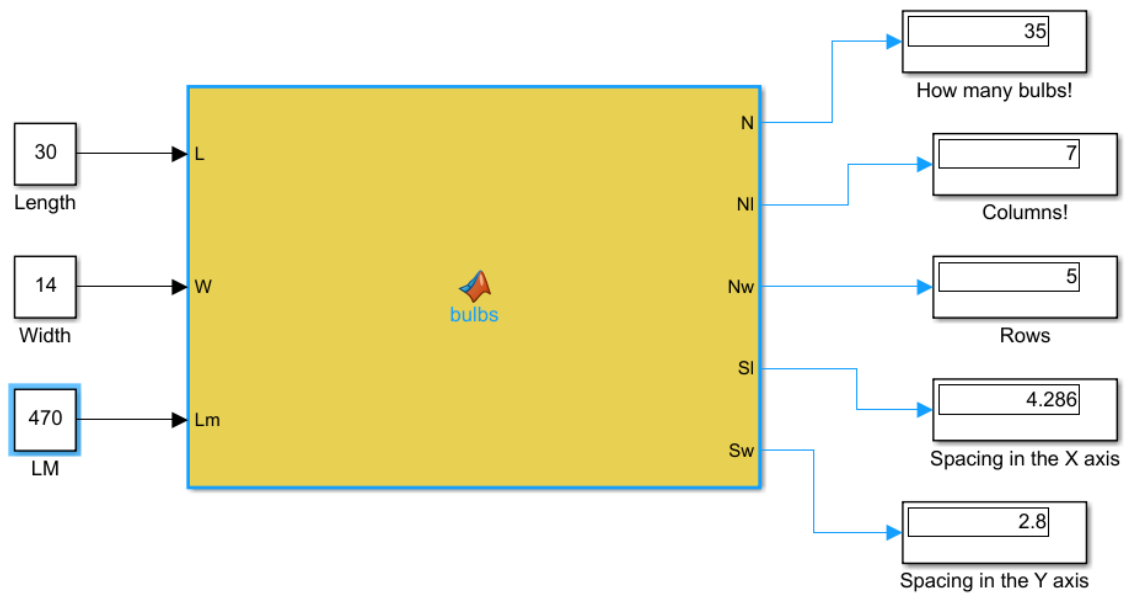 35
How many bulbs!
N
30
L
Length
7
Nl
Columns!
14
W
Width
bulbs
5
Nw
Rows
470
Lm
LM
4.286
Sl
Spacing in the X axis
2.8
Sw
Spacing in the Y axis